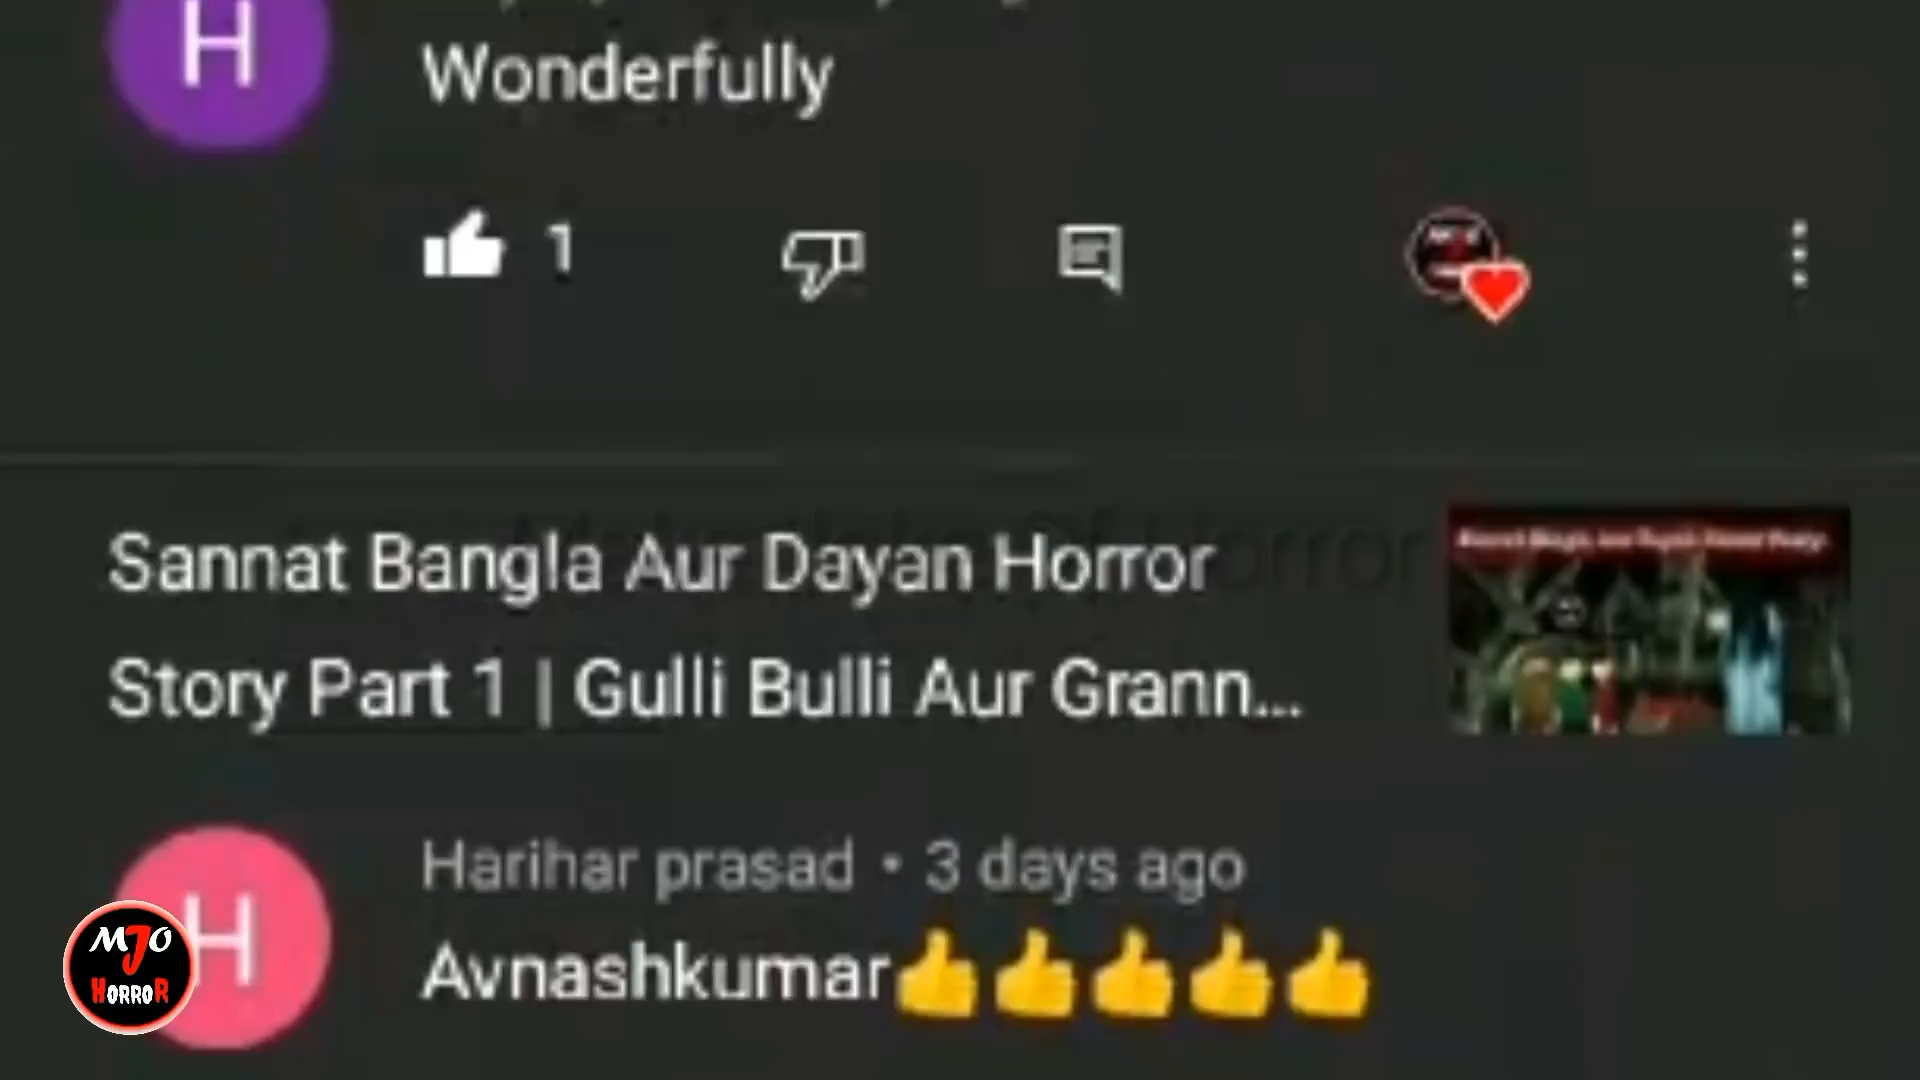 H
Wonderfully
1
Sannat Bangla Aur Dayan Horror
Story Part 1 | Gulli Bulli Aur Grann...
H
Harihar prasad • 3 days ago
Avnashkumar👍👍👍👍👍
MJO
HORROR